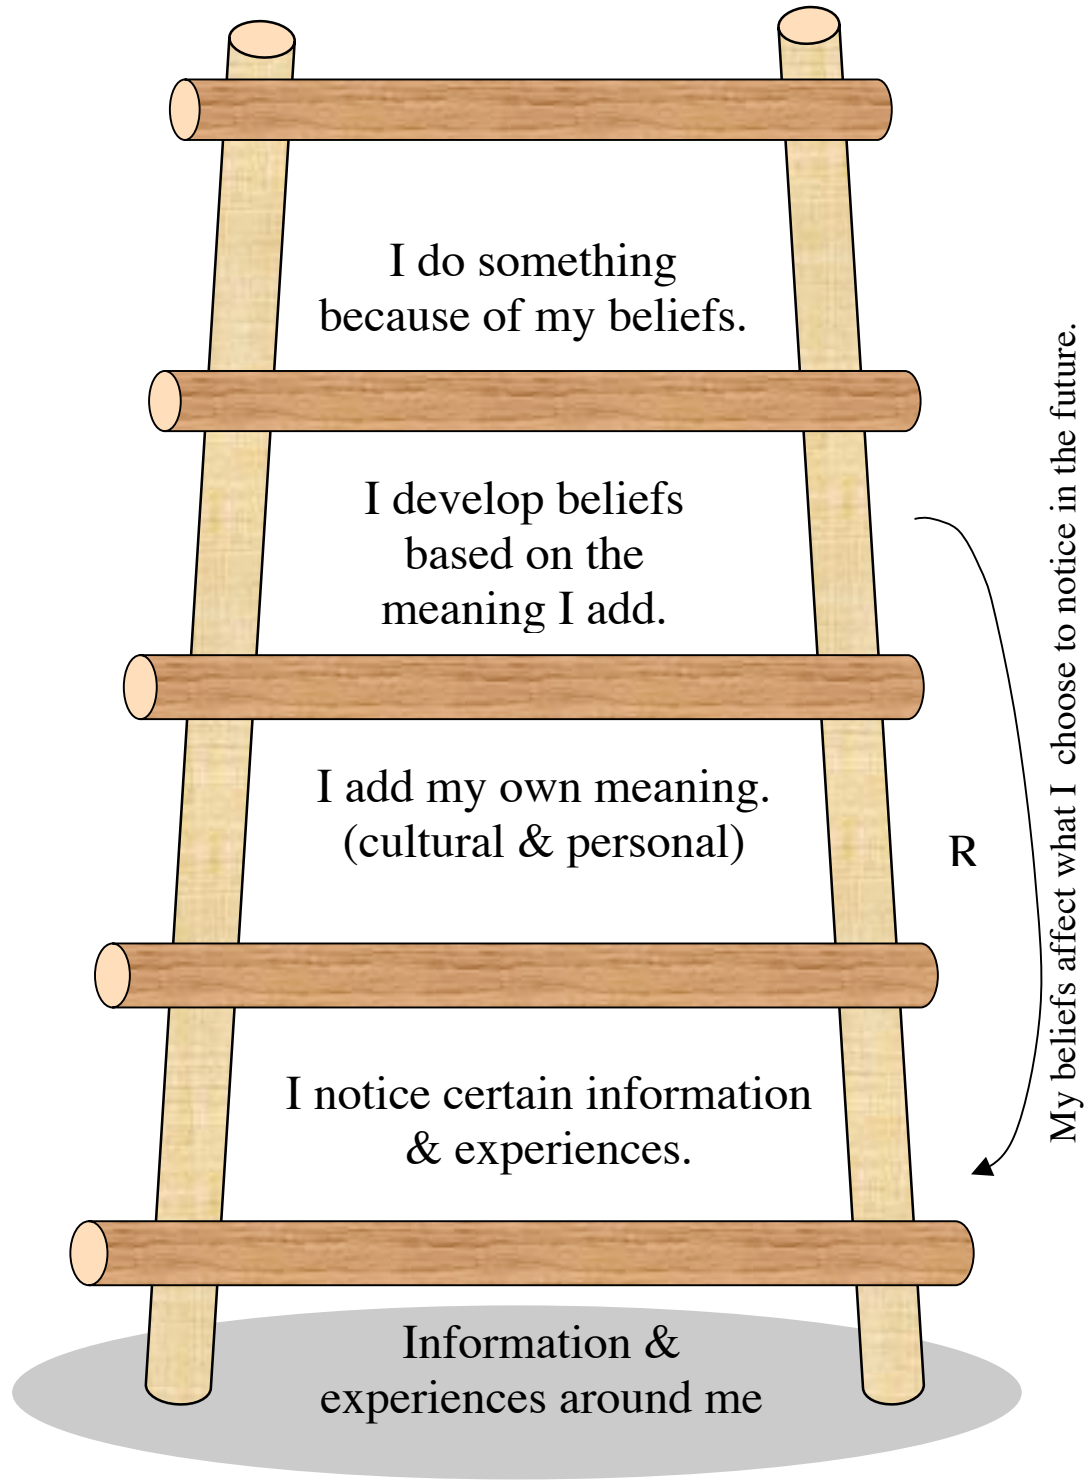 I do something
because of my beliefs.
I develop beliefs
based on the
meaning I add.
I add my own meaning.
(cultural & personal)
R
My beliefs affect what I  choose to notice in the future.
I notice certain information
& experiences.
Information &
experiences around me